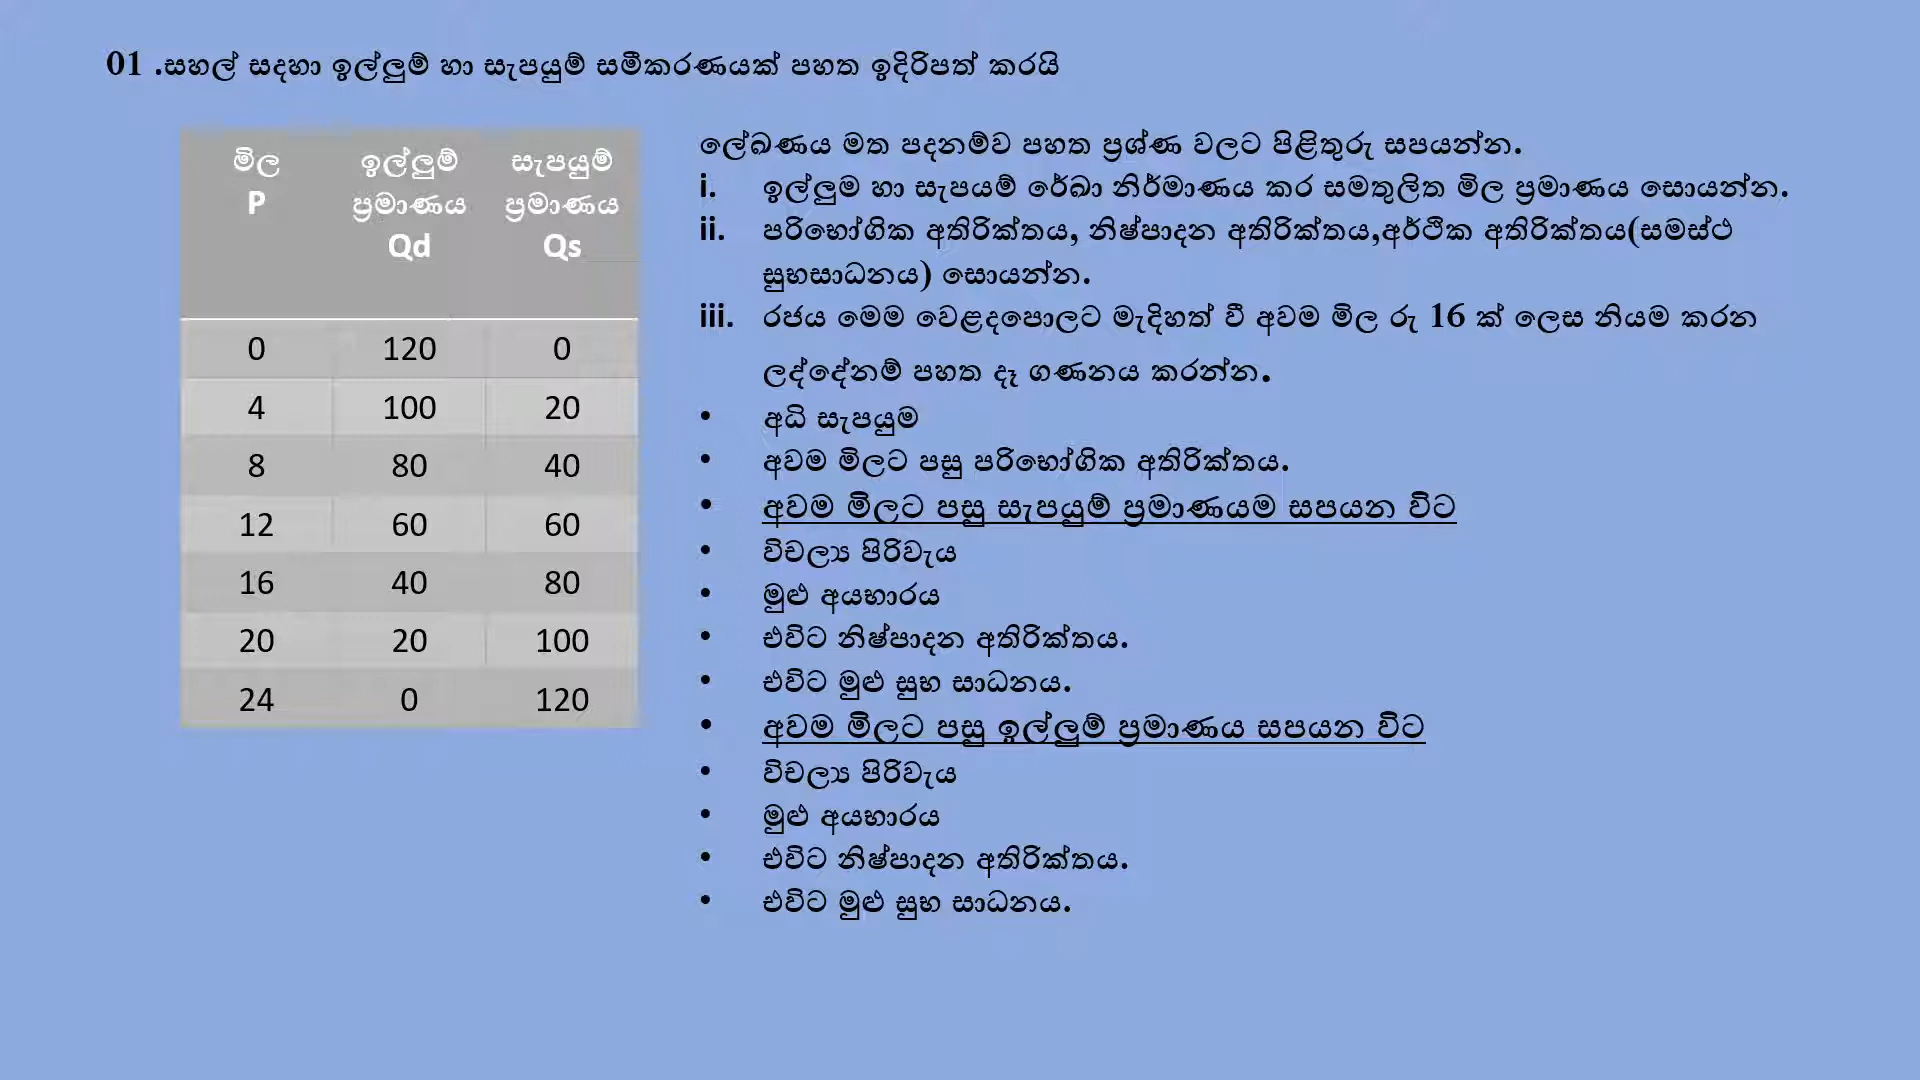 01 .සහල් සදහා ඉල්ලුම් හා සැපයුම් සමීකරණයක් පහත ඉදිරිපත් කරයි
මිල ඉල්ලුම් සැපයුම්
P ප්‍රමාණය ප්‍රමාණය
Qd Qs
0 120 0
4 100 20
8 80 40
12 60 60
16 40 80
20 20 100
24 0 120
ලේඛණය මත පදනම්ව පහත ප්‍රශ්ණ වලට පිළිතුරු සපයන්න.
i. ඉල්ලුම හා සැපයම් රේඛා නිර්මාණය කර සමතුලිත මිල ප්‍රමාණය සොයන්න.
ii. පරිභෝගික අතිරික්තය, නිෂ්පාදන අතිරික්තය,අර්ථික අතිරික්තය(සමස්ථ
සුභසාධනය) සොයන්න.
iii. රජය මෙම වෙළදපොලට මැදිහත් වී අවම මිල රු 16 ක් ලෙස නියම කරන
ලද්දේනම් පහත දෑ ගණනය කරන්න.
• අධි සැපයුම
• අවම මිලට පසු පරිභෝගික අතිරික්තය.
• අවම මිලට පසු සැපයුම් ප්‍රමාණයම සපයන විට
• විචල්‍ය පිරිවැය
• මුළු අයභාරය
• එවිට නිෂ්පාදන අතිරික්තය.
• එවිට මුළු සුභ සාධනය.
• අවම මිලට පසු ඉල්ලුම් ප්‍රමාණය සපයන විට
• විචල්‍ය පිරිවැය
• මුළු අයභාරය
• එවිට නිෂ්පාදන අතිරික්තය.
• එවිට මුළු සුභ සාධනය.